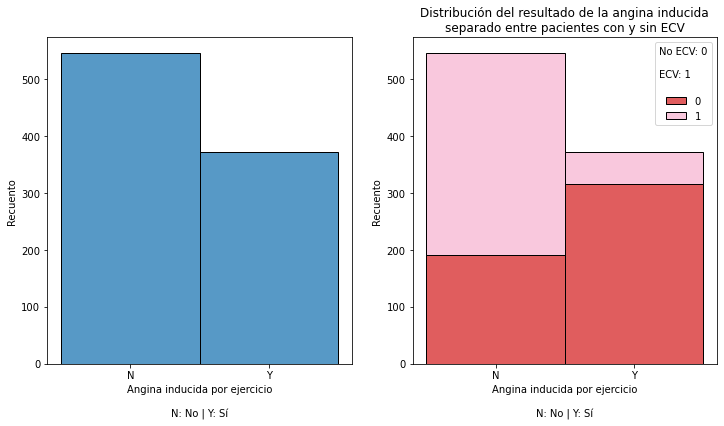 500
400
300
200
100
0
Recuento
N
Y
Angina inducida por ejercicio
N: No | Y: Sí
Distribución del resultado de la angina inducida
separado entre pacientes con y sin ECV
500
400
300
200
100
0
Recuento
No ECV: 0
ECV: 1
0
1
N
Y
Angina inducida por ejercicio
N: No | Y: Sí